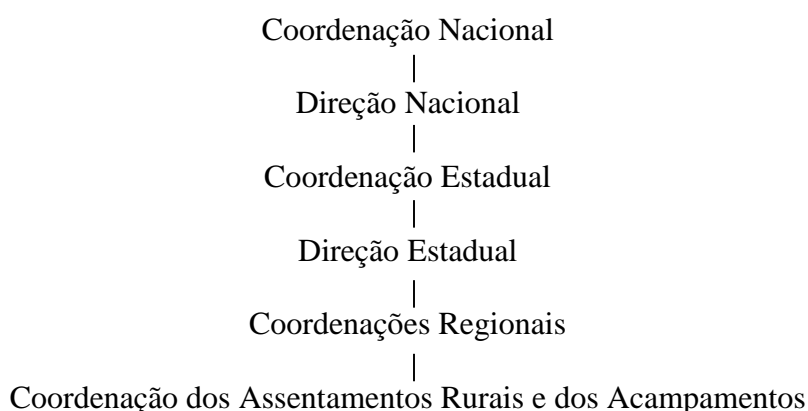 Coordenação Nacional
Direção Nacional
Coordenação Estadual
Direção Estadual
Coordenações Regionais
Coordenação dos Assentamentos Rurais e dos Acampamentos